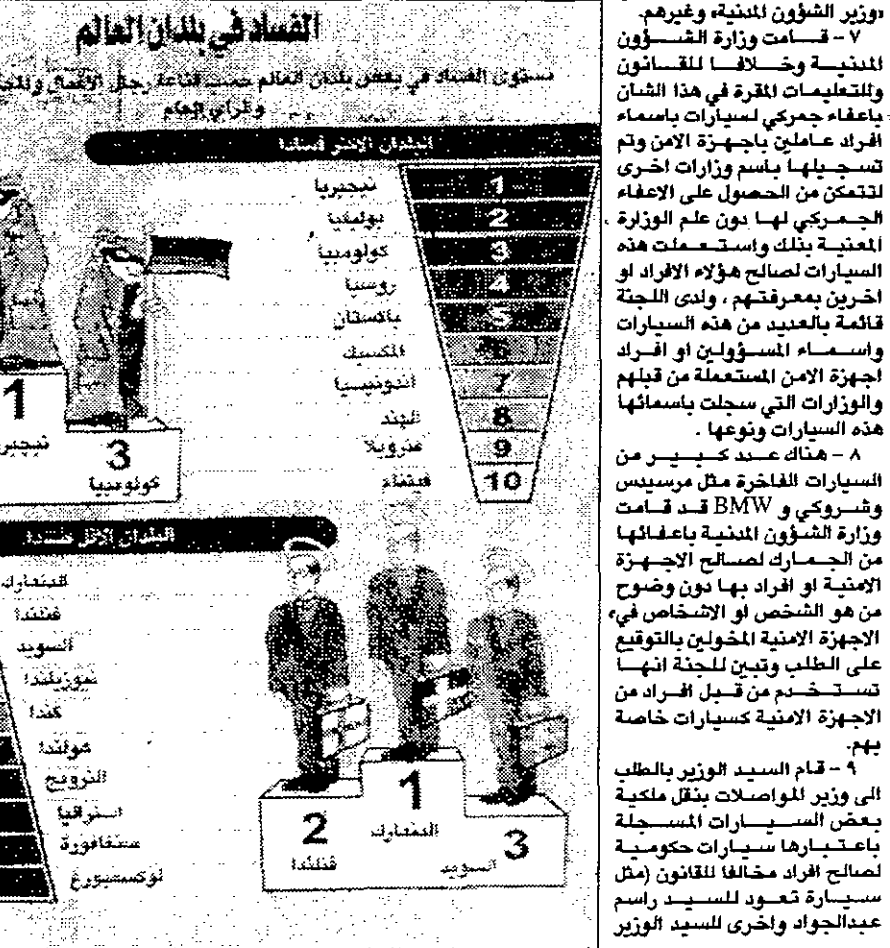 «وزير الشؤون المدنية» وغيرهم.
٧ - قامت وزارة الشؤون
المدنية وخلافا للقانون
وللتعليمات المقرة في هذا الشان
باعفاء جمركي لسيارات باسماء
افراد عاملين باجهزة الامن وتم
تسجيلها باسم وزارات اخرى
لتتمكن من الحصول على الاعفاء
الجمركي لها دون علم الوزارة
المعنية بذلك واستعملت هذه
السيارات لصالح هؤلاء الافراد او
اخرين بمعرفتهم ، ولدى اللجنة
قائمة بالعديد من هذه السيارات
واسماء المسؤولين او افراد
اجهزة الامن المستعملة من قبلهم
والوزارات التي سجلت باسمائها
هذه السيارات ونوعها .
٨ - هناك عدد كبير من
السيارات الفاخرة مثل مرسيدس
وشروكي و BMW قد قامت
وزارة الشؤون المدنية باعفائها
من الجمارك لصالح الاجهزة
الامنية او افراد بها دون وضوح
من هو الشخص او الاشخاص في
الاجهزة الامنية المخولين بالتوقيع
على الطلب وتبين للجنة انها
تستخدم من قبل افراد من
الاجهزة الامنية كسيارات خاصة
بهم.
٩ - قام السيد الوزير بالطلب
الى وزير المواصلات بنقل ملكية
بعض السيارات المسجلة
باعتبارها سيارات حكومية
لصالح افراد مخالفا للقانون (مثل
سيارة تعود للسيد راسم
عبدالجواد واخرى للسيد الوزير
الفساد في بلدان العالم
مستوى الفساد في بعض بلدان العالم حسب قناعة رجال الاعمال
والراي العام
البلدان الاكثر فسادا
1 نيجيريا
2 بوليفيا
3 كولومبيا
4 روسيا
5 باكستان
6 المكسيك
7 اندونيسيا
8 الهند
9 فنزويلا
10 فيتنام
1
3
كولومبيا
البلدان الاقل فسادا
الدنمارك
فنلندا
السويد
نيوزيلندا
كندا
هولندا
النرويج
استراليا
سنغافورة
لوكسمبورغ
1
الدنمارك
2
فنلندا
3
السويد